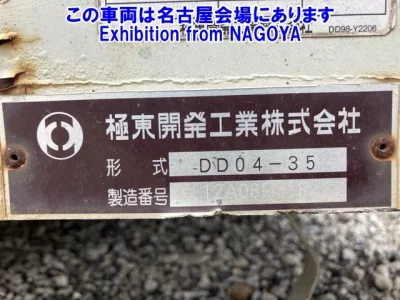 この車両は名古屋会場にあります
Exhibition from NAGOYA
DD98-Y2206
極東開発工業株式会社
形式 DD04-35
製造番号